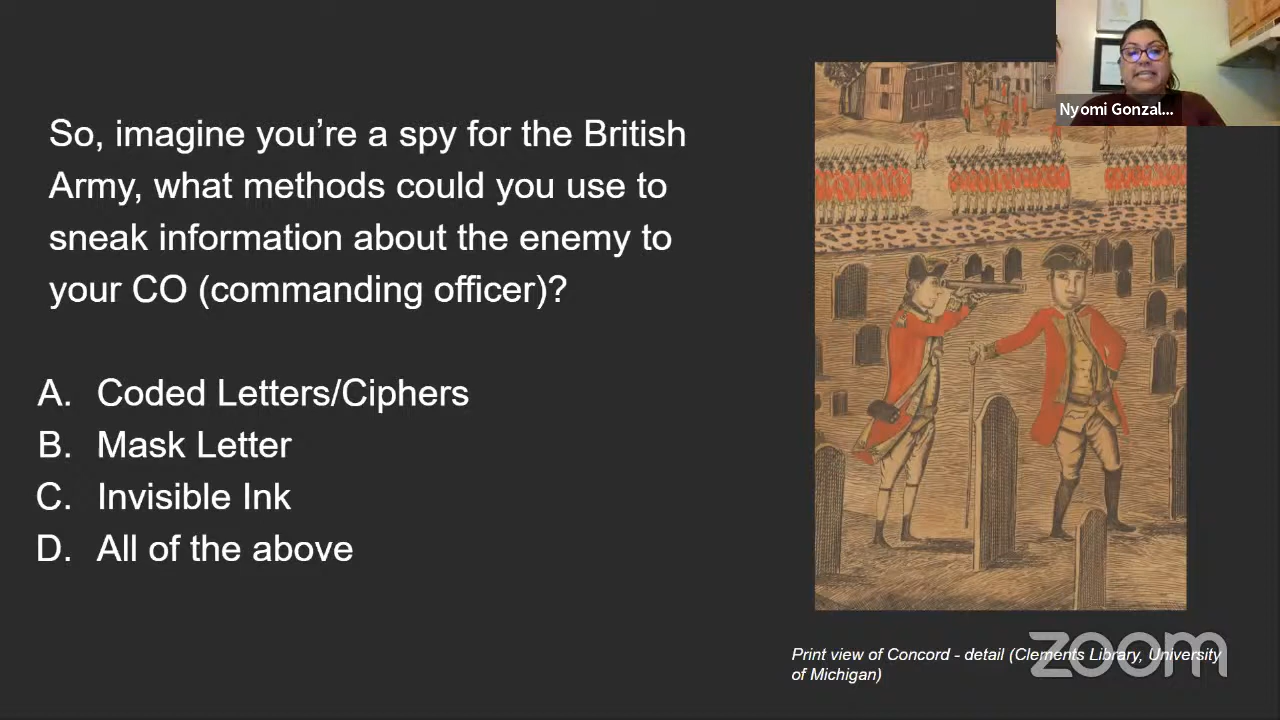 So, imagine you’re a spy for the British
Army, what methods could you use to
sneak information about the enemy to
your CO (commanding officer)?
A. Coded Letters/Ciphers
B. Mask Letter
C. Invisible Ink
D. All of the above
Nyomi Gonzal...
Print view of Concord - detail (Clements Library, University
of Michigan)
zoom